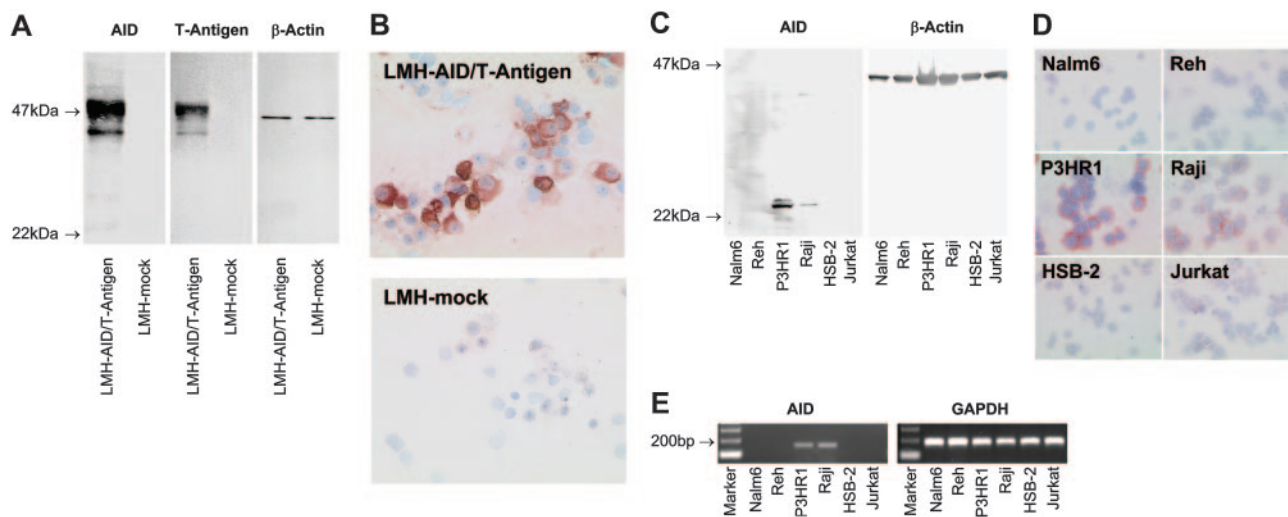 A
AID T-Antigen β-Actin
47kDa →
22kDa →
LMH-AID/T-Antigen
LMH-mock
LMH-AID/T-Antigen
LMH-mock
LMH-AID/T-Antigen
LMH-mock
B
LMH-AID/T-Antigen
LMH-mock
C
AID β-Actin
47kDa →
22kDa →
Nalm6
Reh
P3HR1
Raji
HSB-2
Jurkat
Nalm6
Reh
P3HR1
Raji
HSB-2
Jurkat
D
Nalm6 Reh
P3HR1 Raji
HSB-2 Jurkat
E
AID GAPDH
200bp →
Marker
Nalm6
Reh
P3HR1
Raji
HSB-2
Jurkat
Marker
Nalm6
Reh
P3HR1
Raji
HSB-2
Jurkat